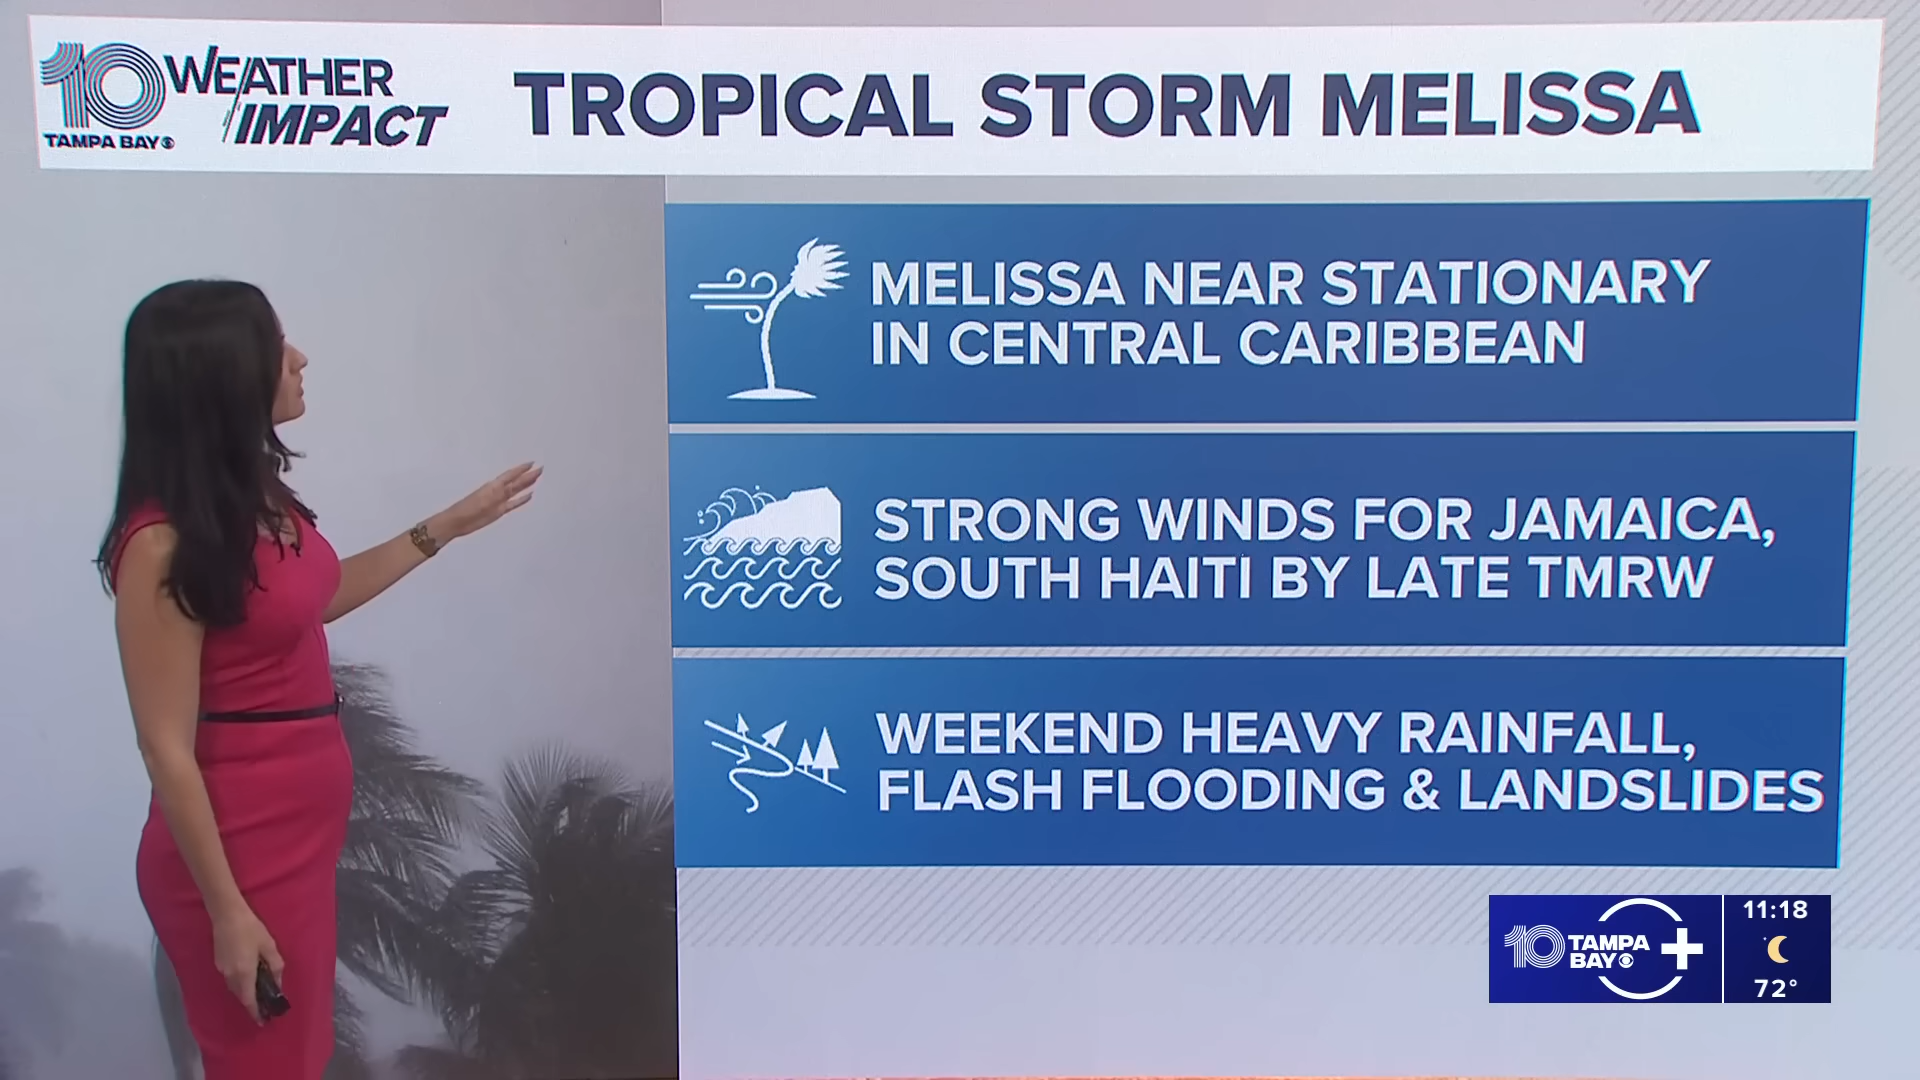 10
TAMPA BAY
WEATHER
IMPACT
TROPICAL STORM MELISSA
MELISSA NEAR STATIONARY
IN CENTRAL CARIBBEAN
STRONG WINDS FOR JAMAICA,
SOUTH HAITI BY LATE TMRW
WEEKEND HEAVY RAINFALL,
FLASH FLOODING & LANDSLIDES
10 TAMPA
BAY +
11:18
72°